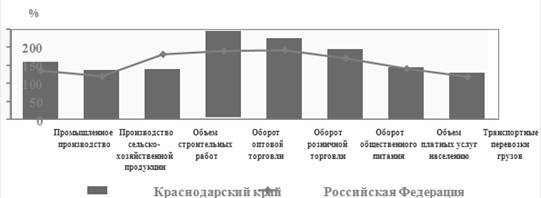 %
200
150
100
50
0
Промышленное производство
Производство сельско-хозяйственной продукции
Объем строительных работ
Оборот оптовой торговли
Оборот розничной торговли
Оборот общественного питания
Объем платных услуг населению
Транспортные перевозки грузов
Краснодарский край
Российская Федерация